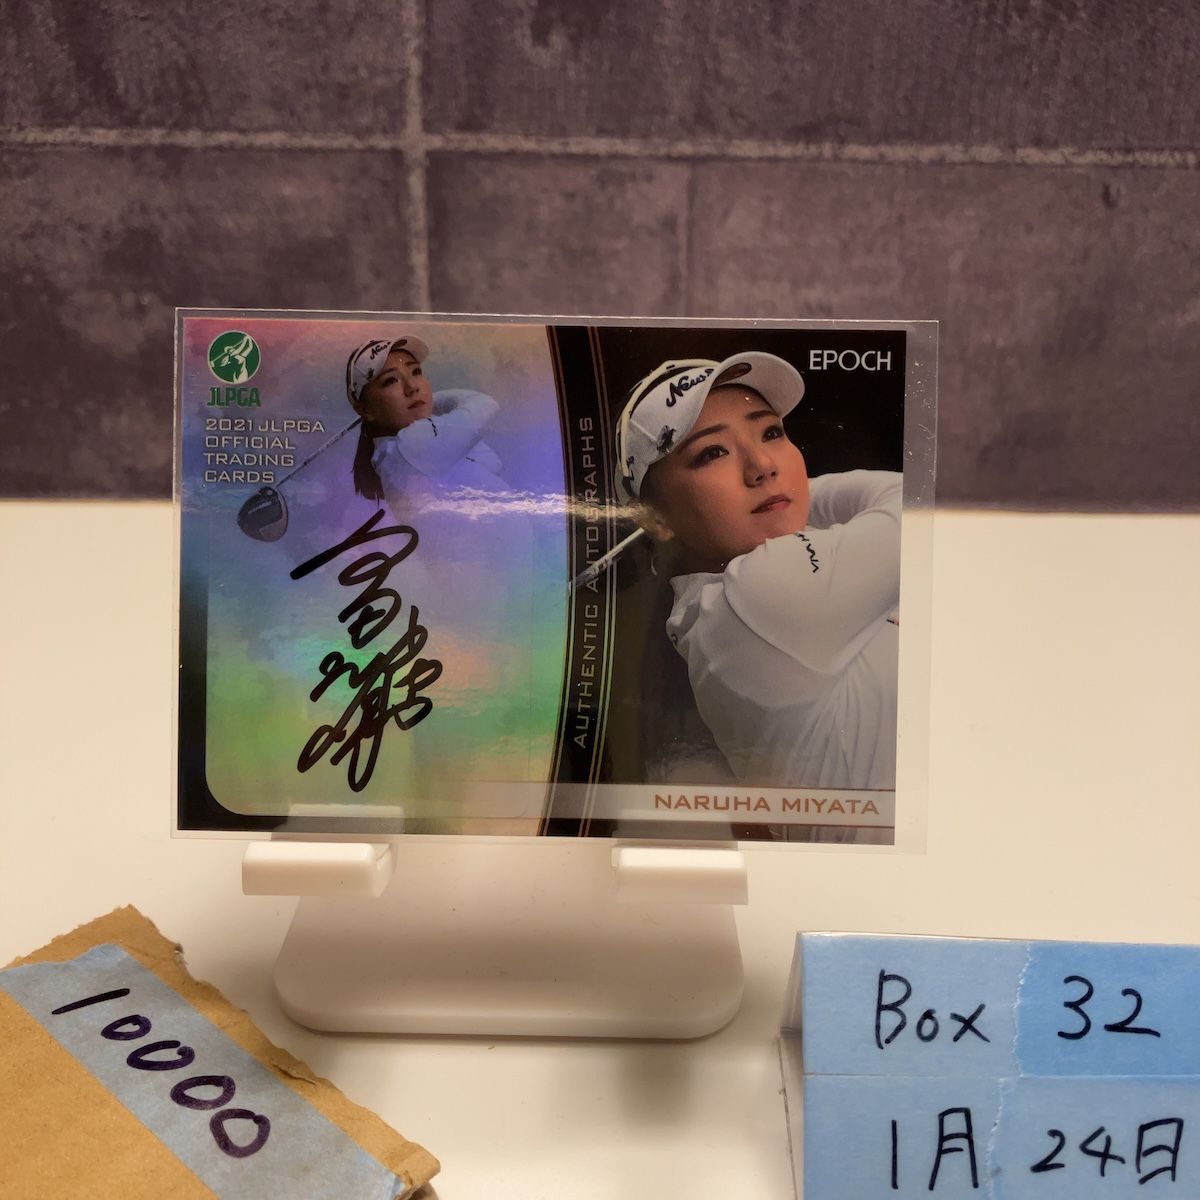 JLPGA
2021 JLPGA
OFFICIAL
TRADING
CARDS
AUTHENTIC AUTOGRAPHS
EPOCH
NARUHA MIYATA
10000
Box 32
1月 24日